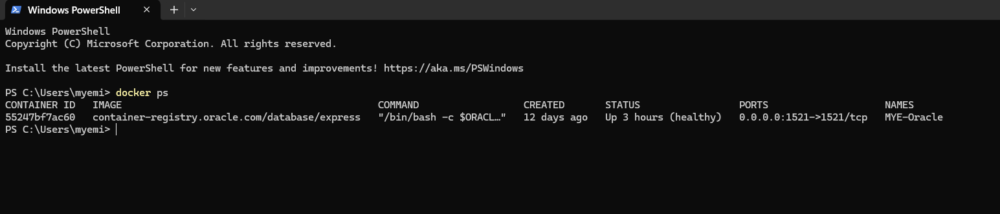 Windows PowerShell
Windows PowerShell
Copyright (C) Microsoft Corporation. All rights reserved.
Install the latest PowerShell for new features and improvements! https://aka.ms/PSWindows
PS C:\Users\myemi> docker ps
CONTAINER ID   IMAGE                                            COMMAND                  CREATED       STATUS                 PORTS                    NAMES
55247bf7ac60   container-registry.oracle.com/database/express   "/bin/bash -c $ORACL…"   12 days ago   Up 3 hours (healthy)   0.0.0.0:1521->1521/tcp   MYE-Oracle
PS C:\Users\myemi>